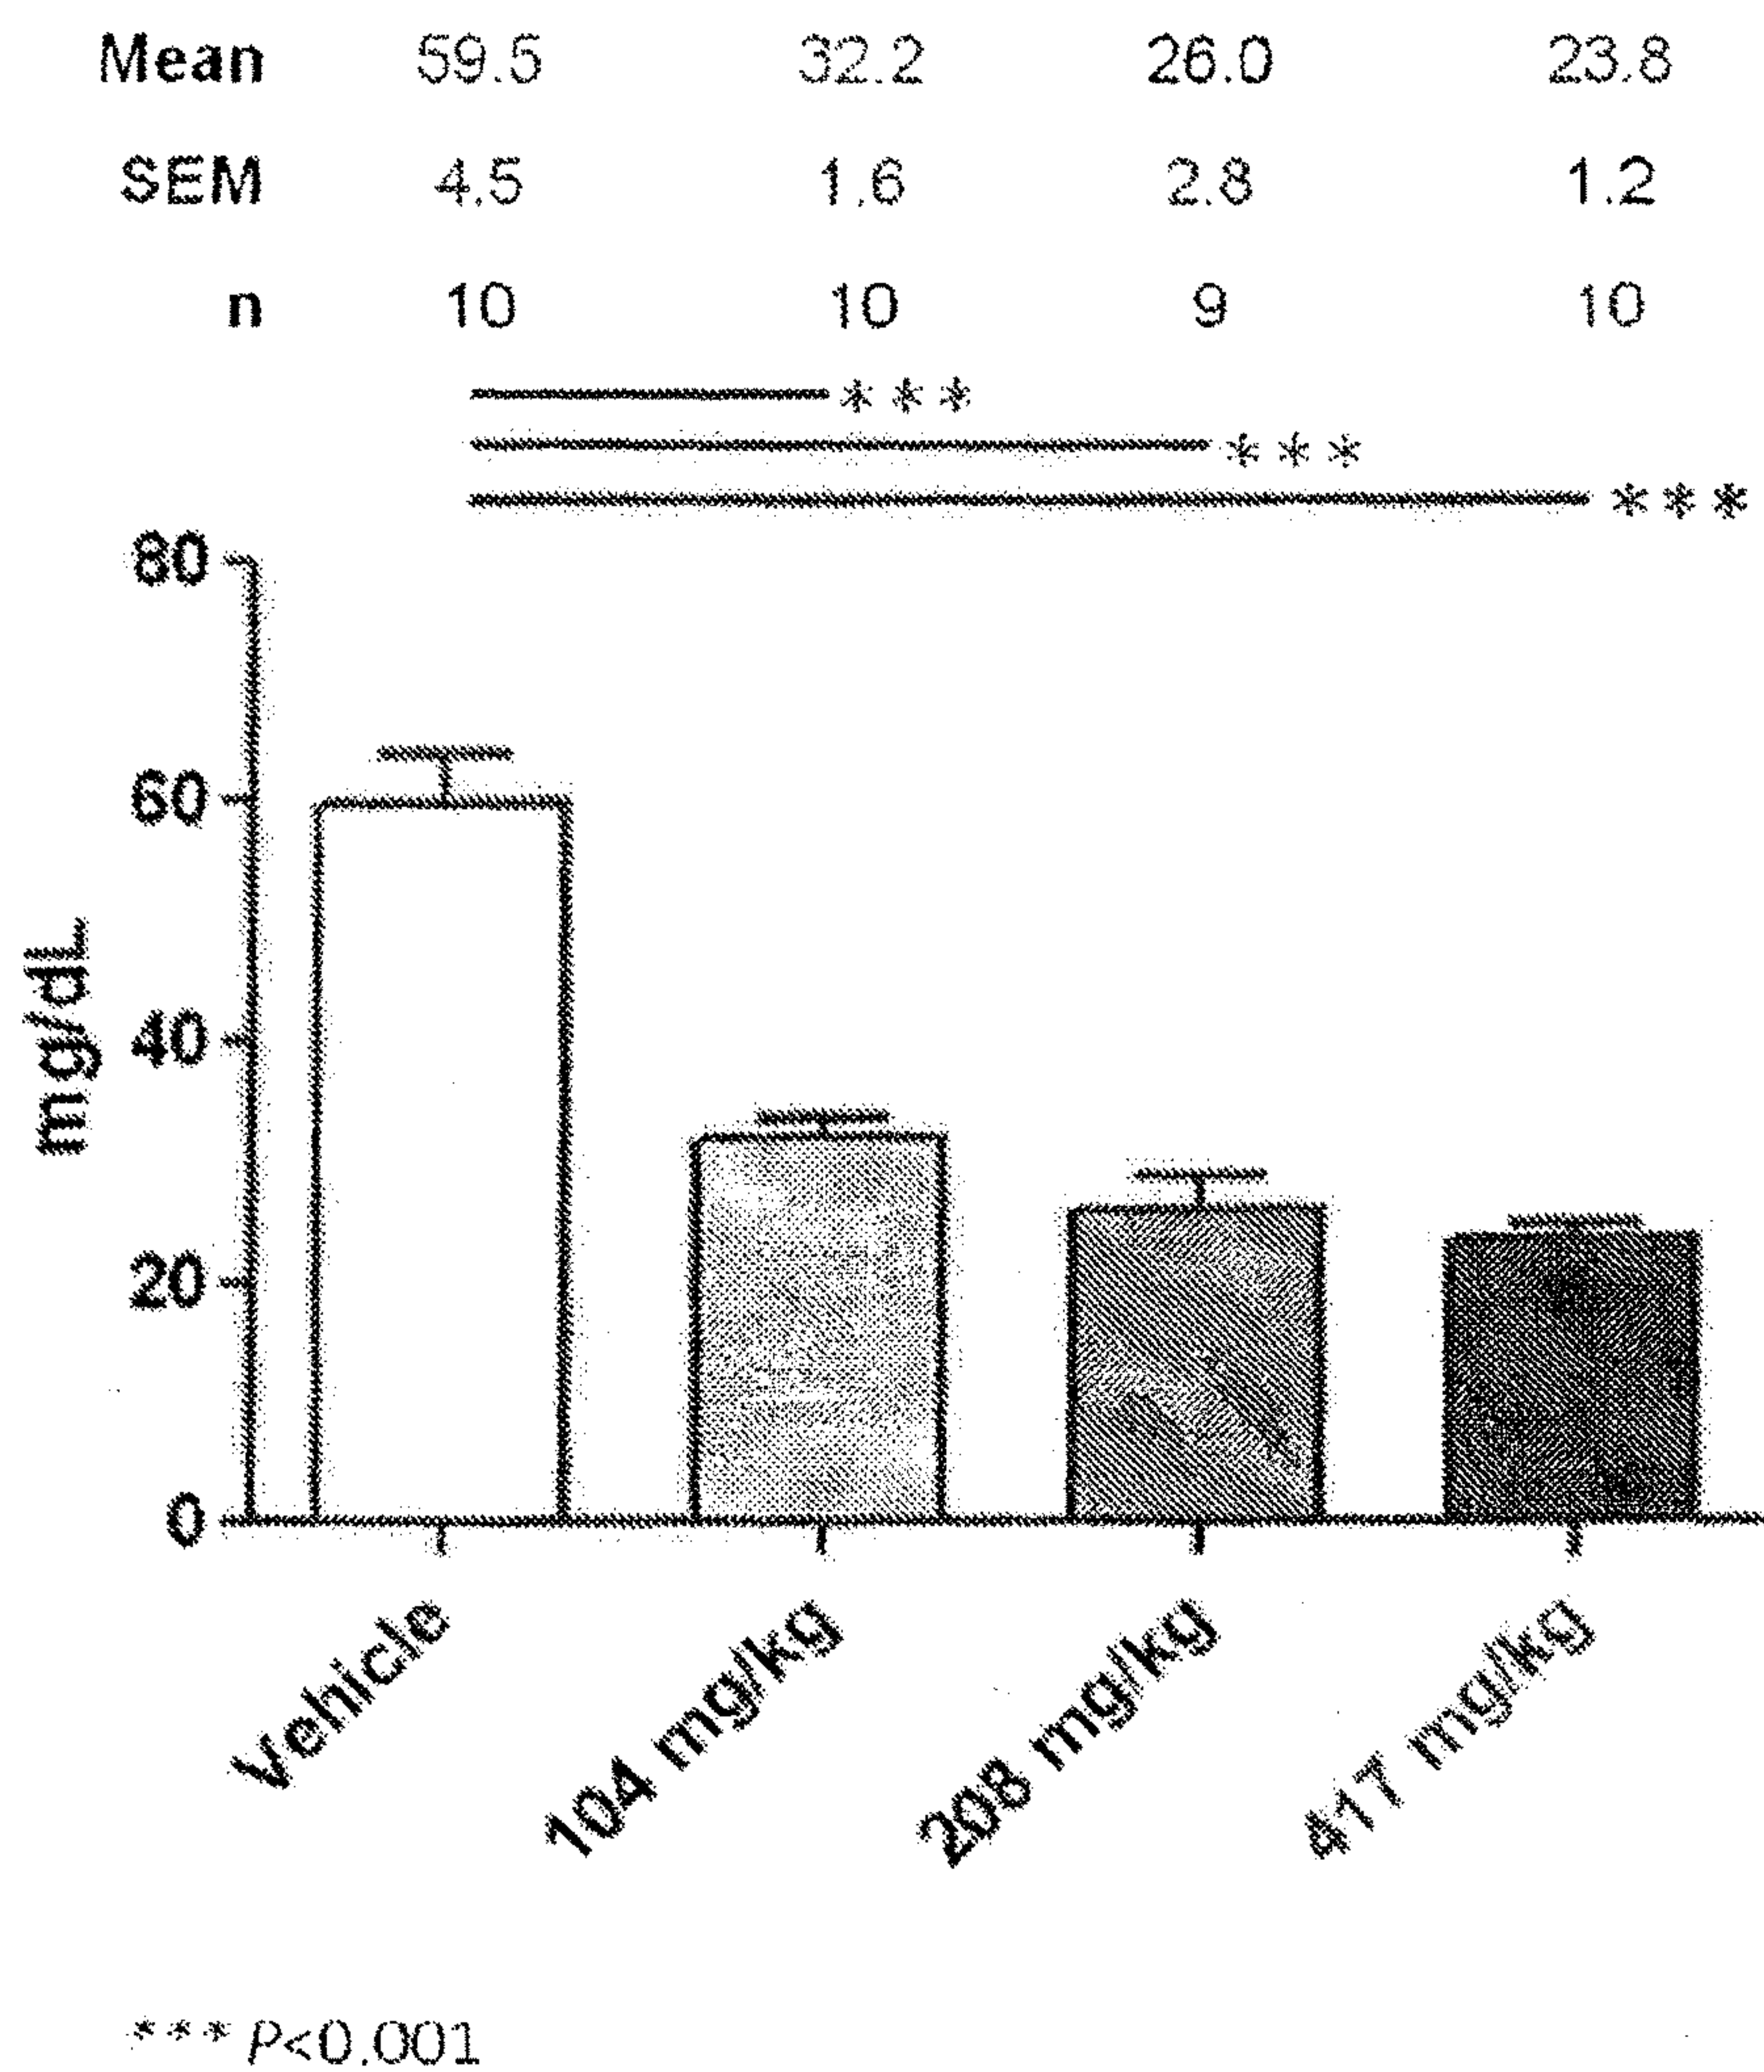 Mean 59.5 32.2 26.0 23.8
SEM 4.5 1.6 2.8 1.2
n 10 10 9 10
***
***
***
80
60
40
20
0
mg/dL
Vehicle
104 mg/kg
208 mg/kg
417 mg/kg
*** P<0.001